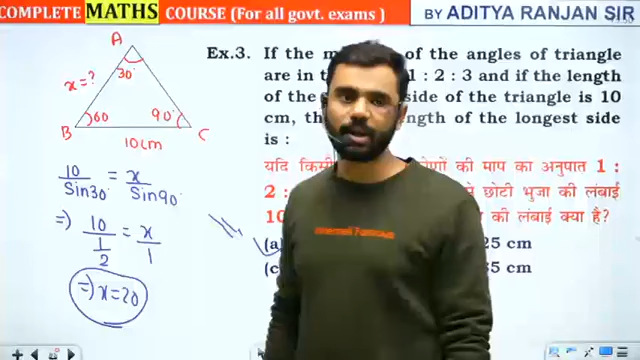 COMPLETE MATHS COURSE (For all govt. exams)
BY ADITYA RANJAN SIR
A
30°
x=?
60
90°
B
C
10cm
10/Sin30° = x/Sin90°
⇒ 10/(1/2) = x/1
⇒ x=20
Ex.3. If the of the angles of triangle
are in 1 : 2 : 3 and if the length
of the side of the triangle is 10
cm, length of the longest side
is :
यदि किसी की माप का अनुपात 1 :
2 : छोटी भुजा की लंबाई
10 की लंबाई क्या है?
(a) 25 cm
(c) 35 cm